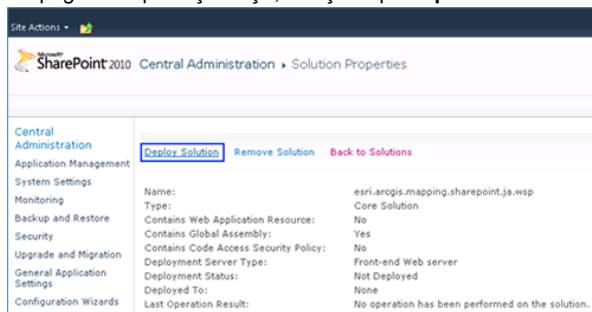 Site Actions
Microsoft
SharePoint 2010 Central Administration ▸ Solution Properties
Central
Administration
Application Management
System Settings
Monitoring
Backup and Restore
Security
Upgrade and Migration
General Application
Settings
Configuration Wizards
Deploy Solution Remove Solution Back to Solutions
Name: esri.arcgis.mapping.sharepoint.ja.wsp
Type: Core Solution
Contains Web Application Resource: No
Contains Global Assembly: Yes
Contains Code Access Security Policy: No
Deployment Server Type: Front-end Web server
Deployment Status: Not Deployed
Deployed To: None
Last Operation Result: No operation has been performed on the solution.